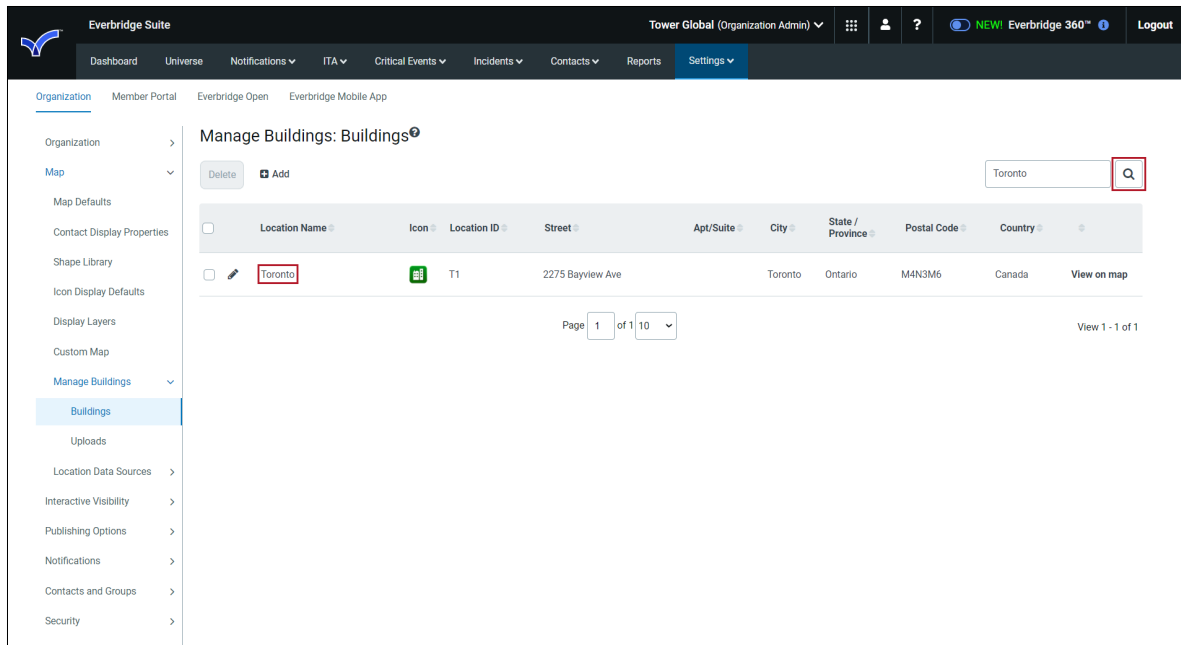 Everbridge Suite
Tower Global (Organization Admin)
?
NEW! Everbridge 360™
Logout
Dashboard Universe Notifications ITA Critical Events Incidents Contacts Reports Settings
Organization Member Portal Everbridge Open Everbridge Mobile App
Organization
Map
Map Defaults
Contact Display Properties
Shape Library
Icon Display Defaults
Display Layers
Custom Map
Manage Buildings
Buildings
Uploads
Location Data Sources
Interactive Visibility
Publishing Options
Notifications
Contacts and Groups
Security
Manage Buildings: Buildings?
Delete Add
Toronto
Location Name Icon Location ID Street Apt/Suite City State / Province Postal Code Country
Toronto T1 2275 Bayview Ave Toronto Ontario M4N3M6 Canada View on map
Page 1 of 1 10
View 1 - 1 of 1